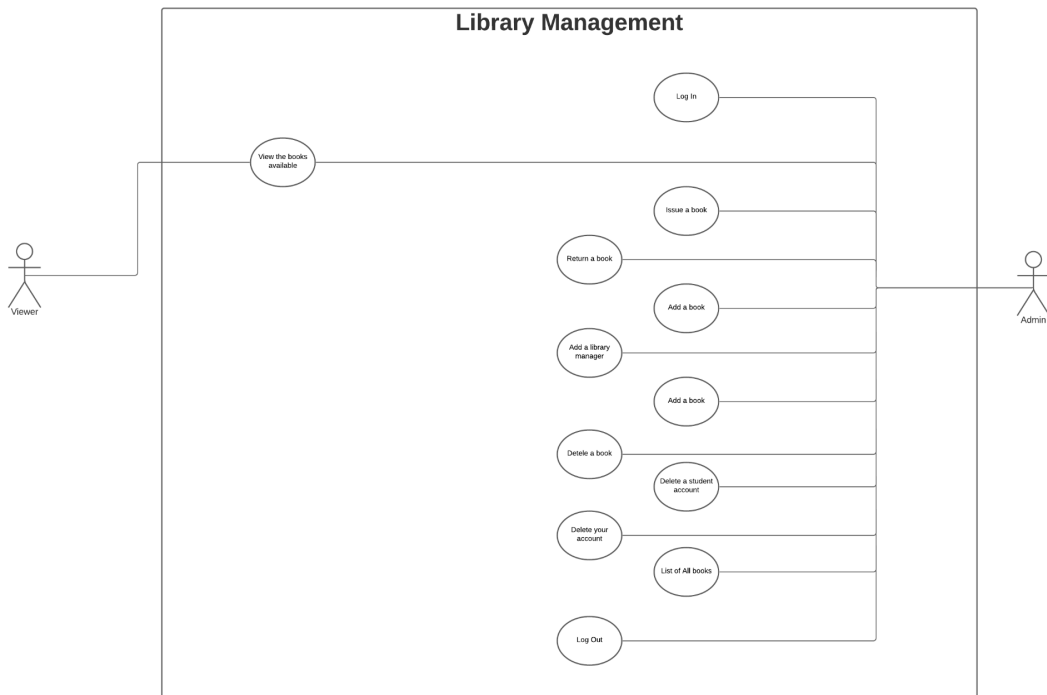 Library Management
Log In
View the books
available
Issue a book
Return a book
Viewer
Add a book
Admin
Add a library
manager
Add a book
Detele a book
Delete a student
account
Delete your
account
List of All books
Log Out